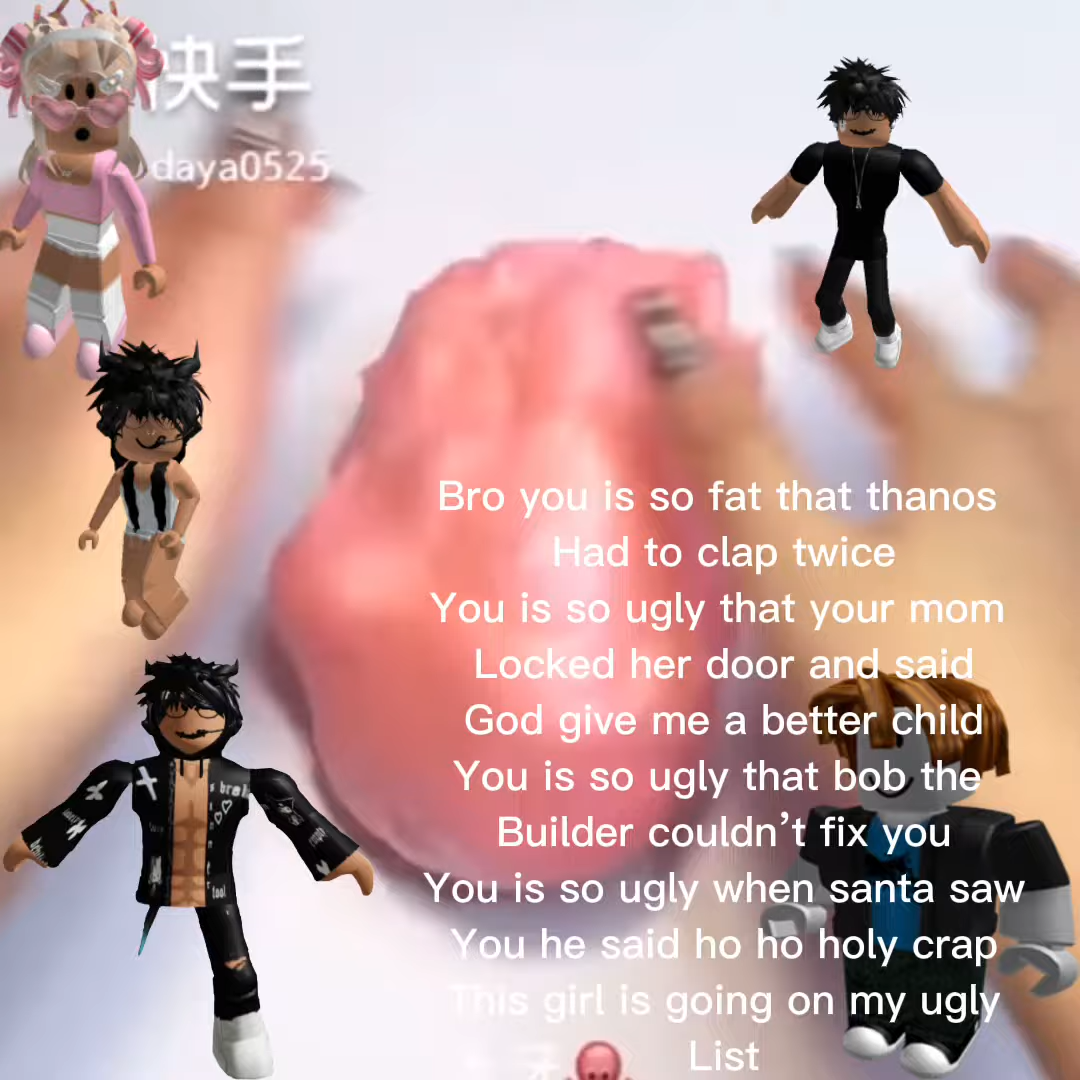 快手
daya0525
Bro you is so fat that thanos
Had to clap twice
You is so ugly that your mom
Locked her door and said
God give me a better child
You is so ugly that bob the
Builder couldn’t fix you
You is so ugly when santa saw
You he said ho ho holy crap
This girl is going on my ugly
List